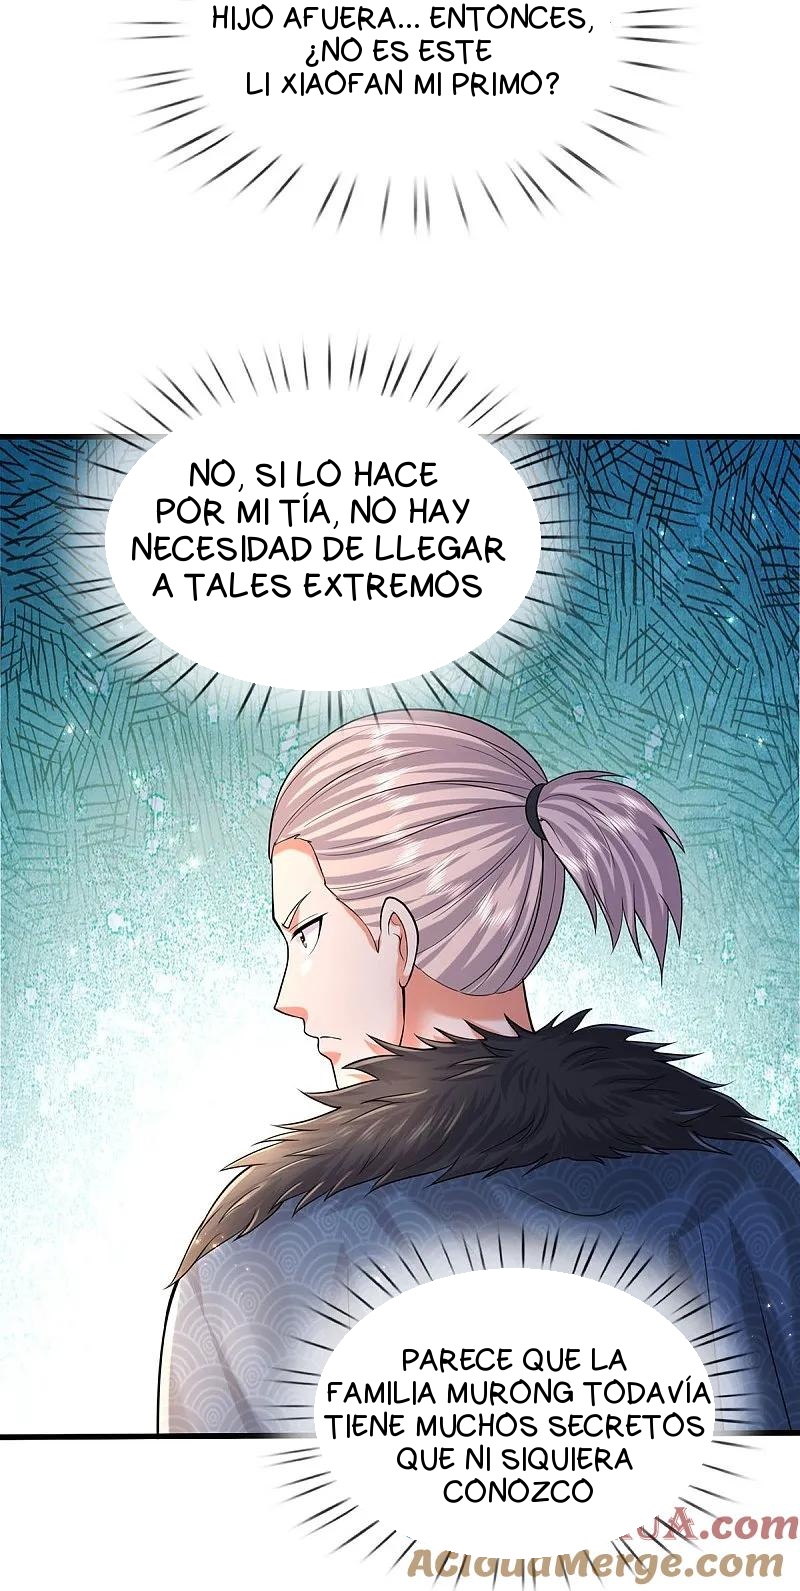 HIJO AFUERA... ENTONCES,
¿NO ES ESTE
LI XIAOFAN MI PRIMO?
NO, SI LO HACE
POR MI TÍA, NO HAY
NECESIDAD DE LLEGAR
A TALES EXTREMOS
PARECE QUE LA
FAMILIA MURONG TODAVÍA
TIENE MUCHOS SECRETOS
QUE NI SIQUIERA
CONOZCO
.com
AcloudMerge.com